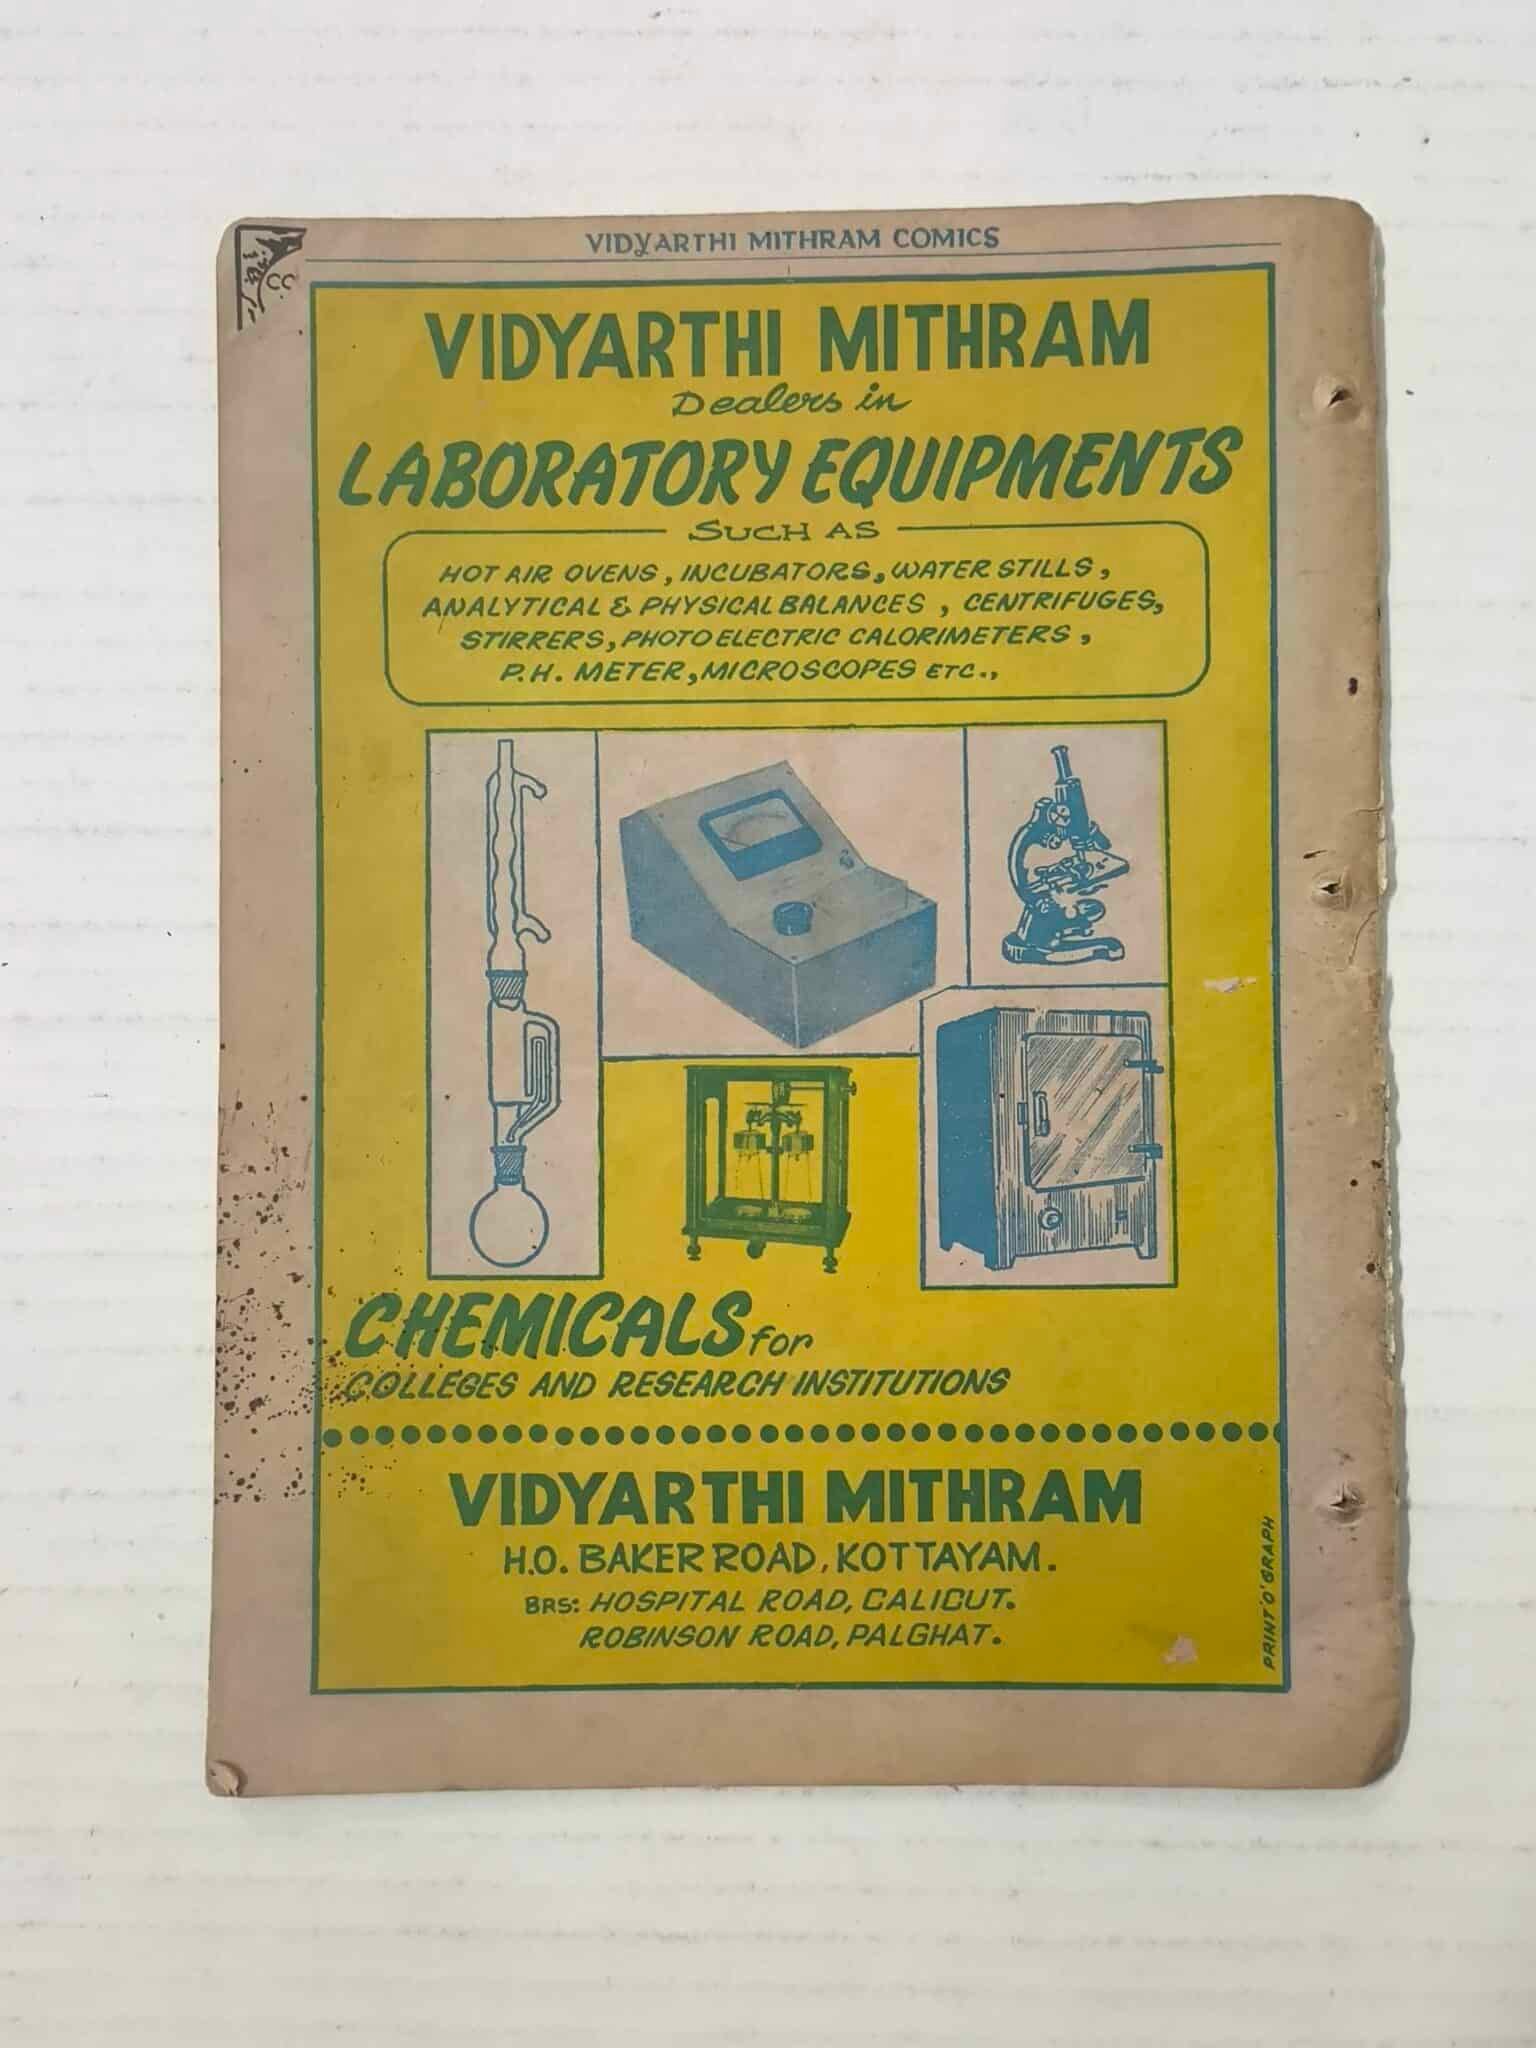 VIDYARTHI MITHRAM COMICS
VIDYARTHI MITHRAM
Dealers in
LABORATORY EQUIPMENTS
SUCH AS
HOT AIR OVENS, INCUBATORS, WATER STILLS,
ANALYTICAL & PHYSICAL BALANCES, CENTRIFUGES,
STIRRERS, PHOTO ELECTRIC CALORIMETERS,
P.H. METER, MICROSCOPES ETC.,
CHEMICALS for
COLLEGES AND RESEARCH INSTITUTIONS
VIDYARTHI MITHRAM
H.O. BAKER ROAD, KOTTAYAM.
BRS: HOSPITAL ROAD, CALICUT.
ROBINSON ROAD, PALGHAT.
PRINT'O'GRAPH